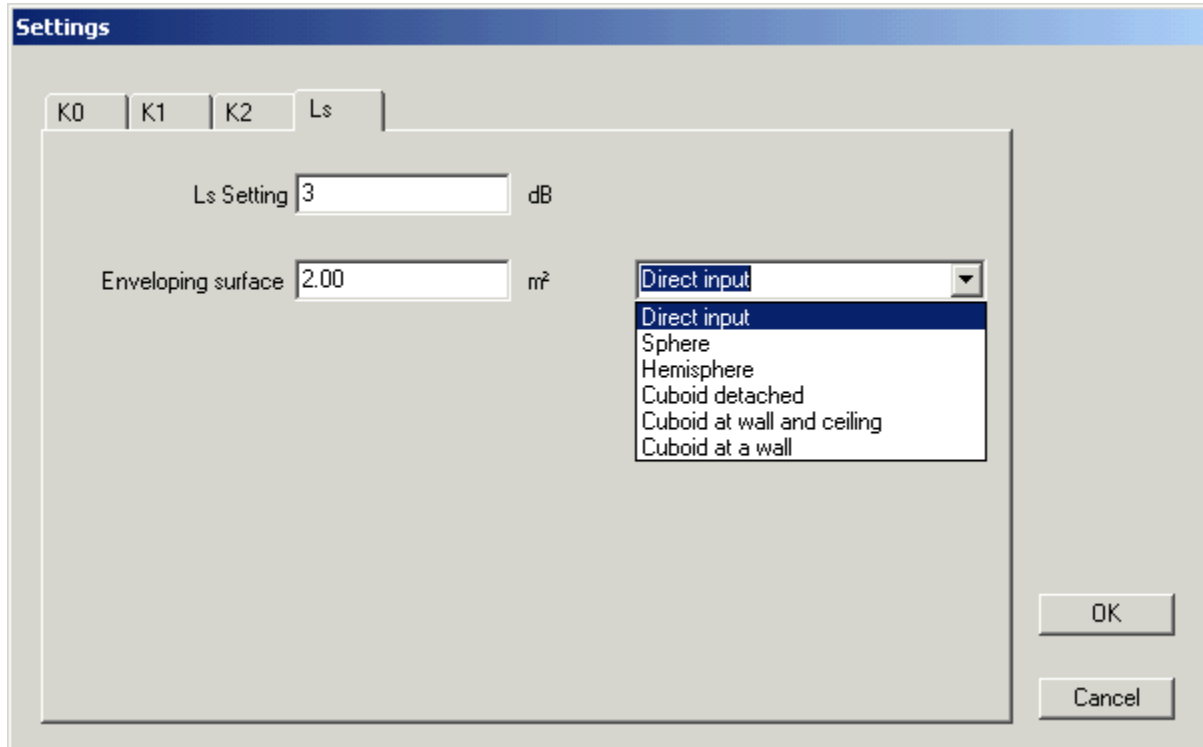 Settings
K0 K1 K2 Ls
Ls Setting 3 dB
Enveloping surface 2.00 m² Direct input
Direct input
Sphere
Hemisphere
Cuboid detached
Cuboid at wall and ceiling
Cuboid at a wall
OK
Cancel